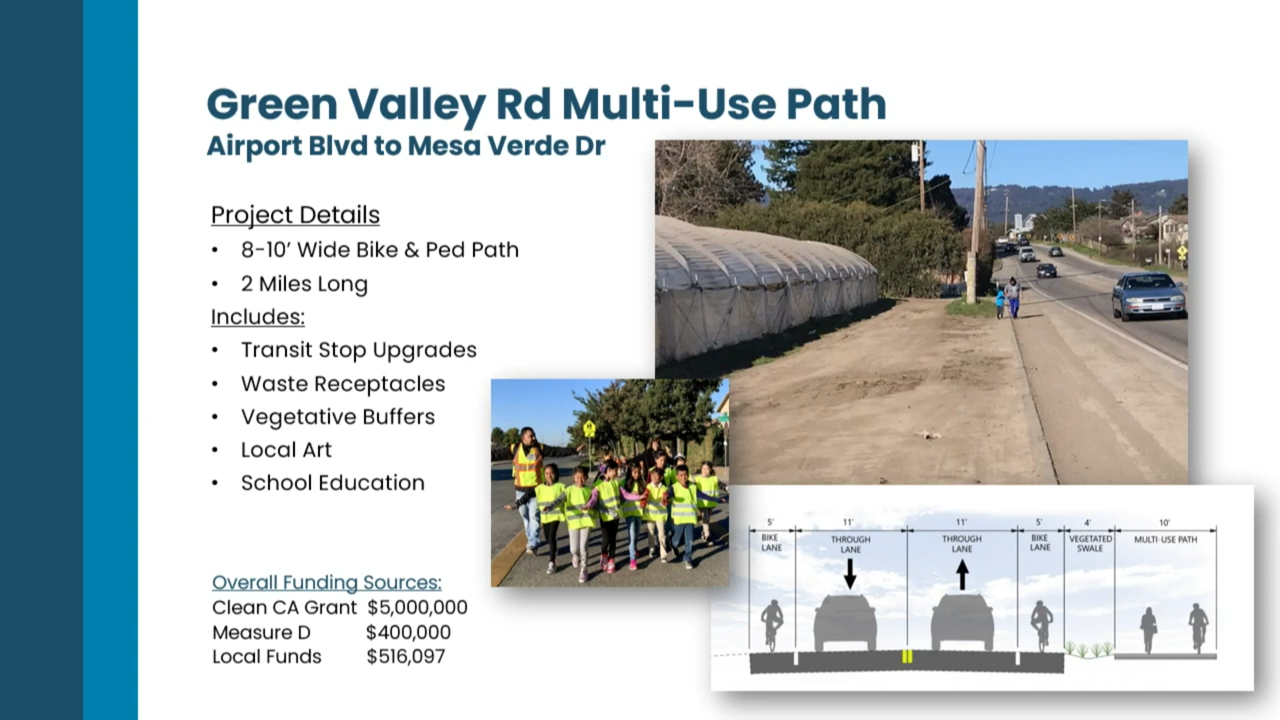 Green Valley Rd Multi-Use Path
Airport Blvd to Mesa Verde Dr
Project Details
• 8-10’ Wide Bike & Ped Path
• 2 Miles Long
Includes:
• Transit Stop Upgrades
• Waste Receptacles
• Vegetative Buffers
• Local Art
• School Education
Overall Funding Sources:
Clean CA Grant $5,000,000
Measure D $400,000
Local Funds $516,097
5' 11' 11' 5' 4' 10'
BIKE LANE
THROUGH LANE
THROUGH LANE
BIKE LANE
VEGETATED SWALE
MULTI-USE PATH